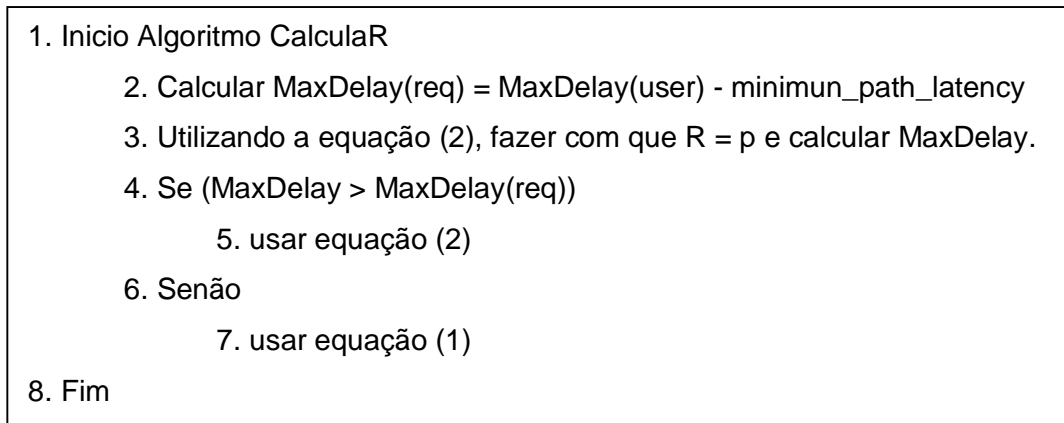 1. Inicio Algoritmo CalculaR
2. Calcular MaxDelay(req) = MaxDelay(user) - minimun_path_latency
3. Utilizando a equação (2), fazer com que R = p e calcular MaxDelay.
4. Se (MaxDelay > MaxDelay(req))
5. usar equação (2)
6. Senão
7. usar equação (1)
8. Fim